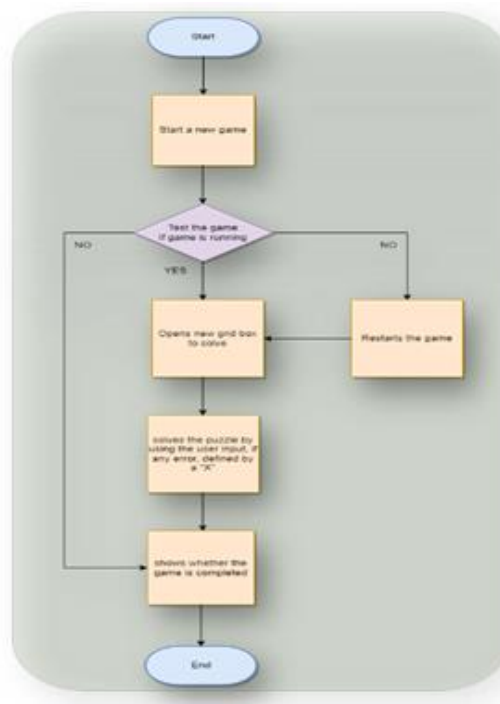 Start
Start a new game
Test the game
if game is running
NO
NO
YES
Opens new grid box
to solve
Restarts the game
solves the puzzle by
using the user input, if
any error, defined by
a "X"
shows whether the
game is completed
End